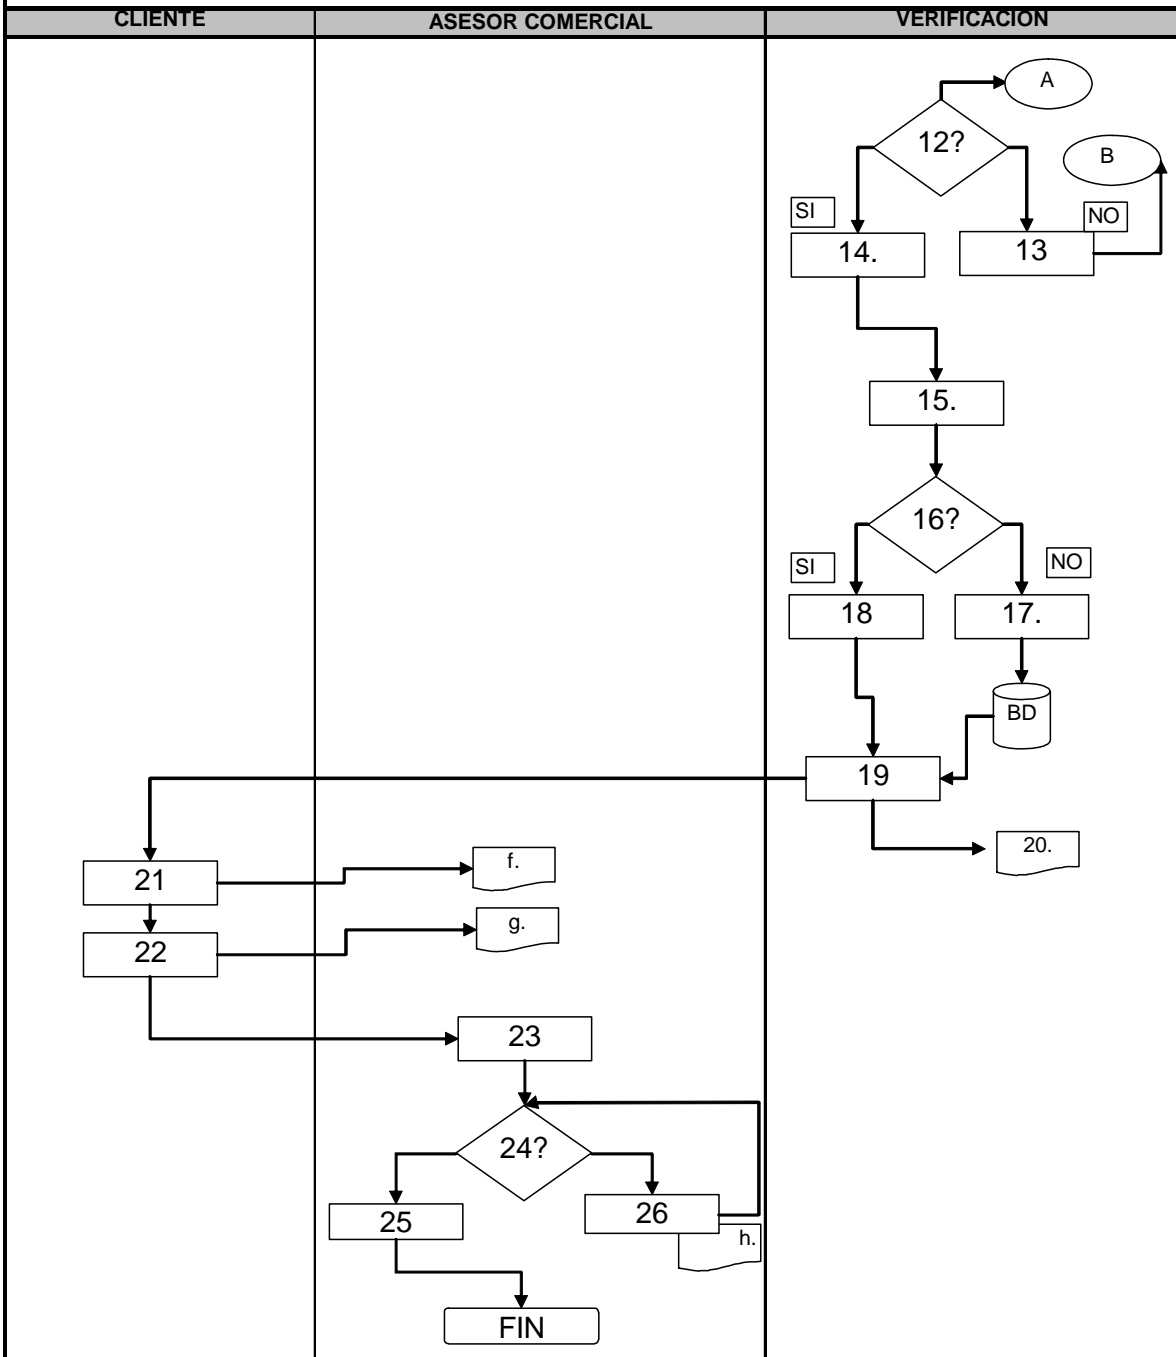 CLIENTE
ASESOR COMERCIAL
VERIFICACION
A
12?
B
SI
NO
14.
13
15.
16?
SI
NO
18
17.
BD
19
20.
21
f.
22
g.
23
24?
25
26
h.
FIN